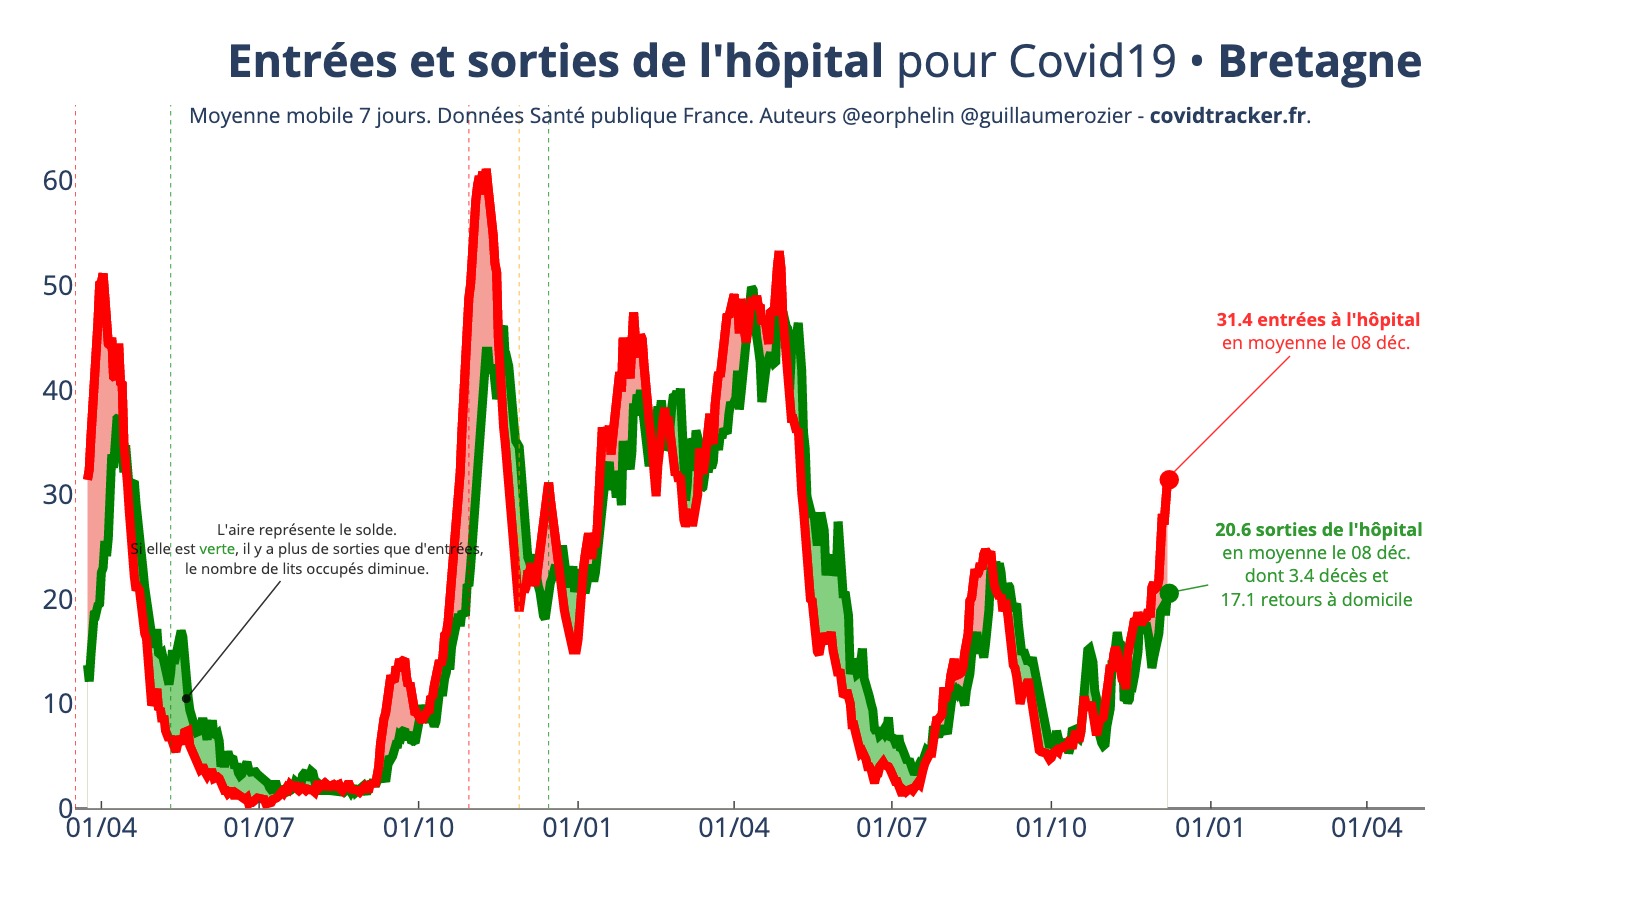 Entrées et sorties de l'hôpital pour Covid19 • Bretagne
Moyenne mobile 7 jours. Données Santé publique France. Auteurs @eorphelin @guillaumerozier - covidtracker.fr.
60
50
40
30
20
10
0
31.4 entrées à l'hôpital
en moyenne le 08 déc.
20.6 sorties de l'hôpital
en moyenne le 08 déc.
dont 3.4 décès et
17.1 retours à domicile
L'aire représente le solde.
Si elle est verte, il y a plus de sorties que d'entrées,
le nombre de lits occupés diminue.
01/04 01/07 01/10 01/01 01/04 01/07 01/10 01/01 01/04